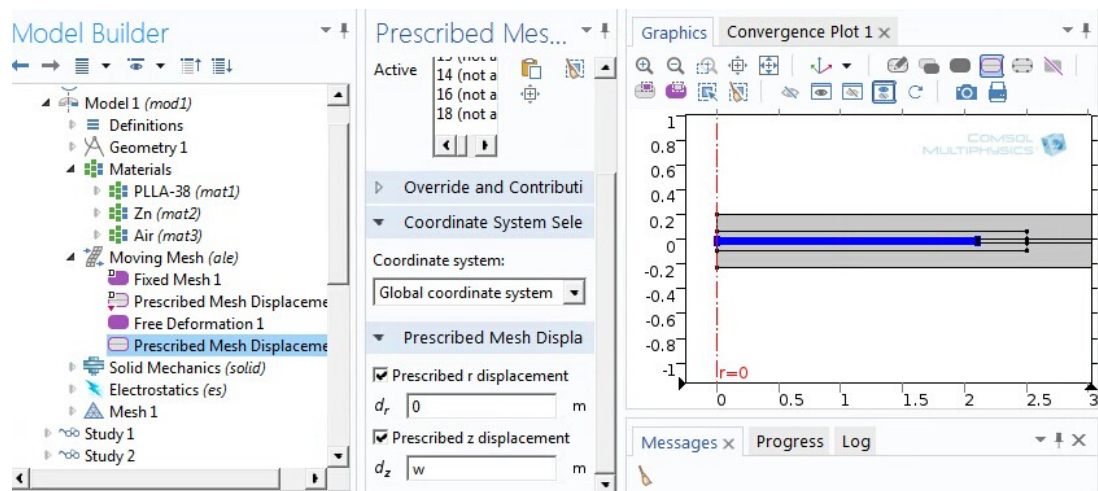 Model Builder
Model 1 (mod1)
Definitions
Geometry 1
Materials
PLLA-38 (mat1)
Zn (mat2)
Air (mat3)
Moving Mesh (ale)
Fixed Mesh 1
Prescribed Mesh Displaceme
Free Deformation 1
Prescribed Mesh Displaceme
Solid Mechanics (solid)
Electrostatics (es)
Mesh 1
Study 1
Study 2
Prescribed Mes...
Active
14 (not a
16 (not a
18 (not a
Override and Contributi
Coordinate System Sele
Coordinate system:
Global coordinate system
Prescribed Mesh Displa
Prescribed r displacement
dr 0 m
Prescribed z displacement
dz w m
Graphics Convergence Plot 1
COMSOL
MULTIPHYSICS
1
0.8
0.6
0.4
0.2
0
-0.2
-0.4
-0.6
-0.8
-1
r=0
0 0.5 1 1.5 2 2.5 3
Messages Progress Log